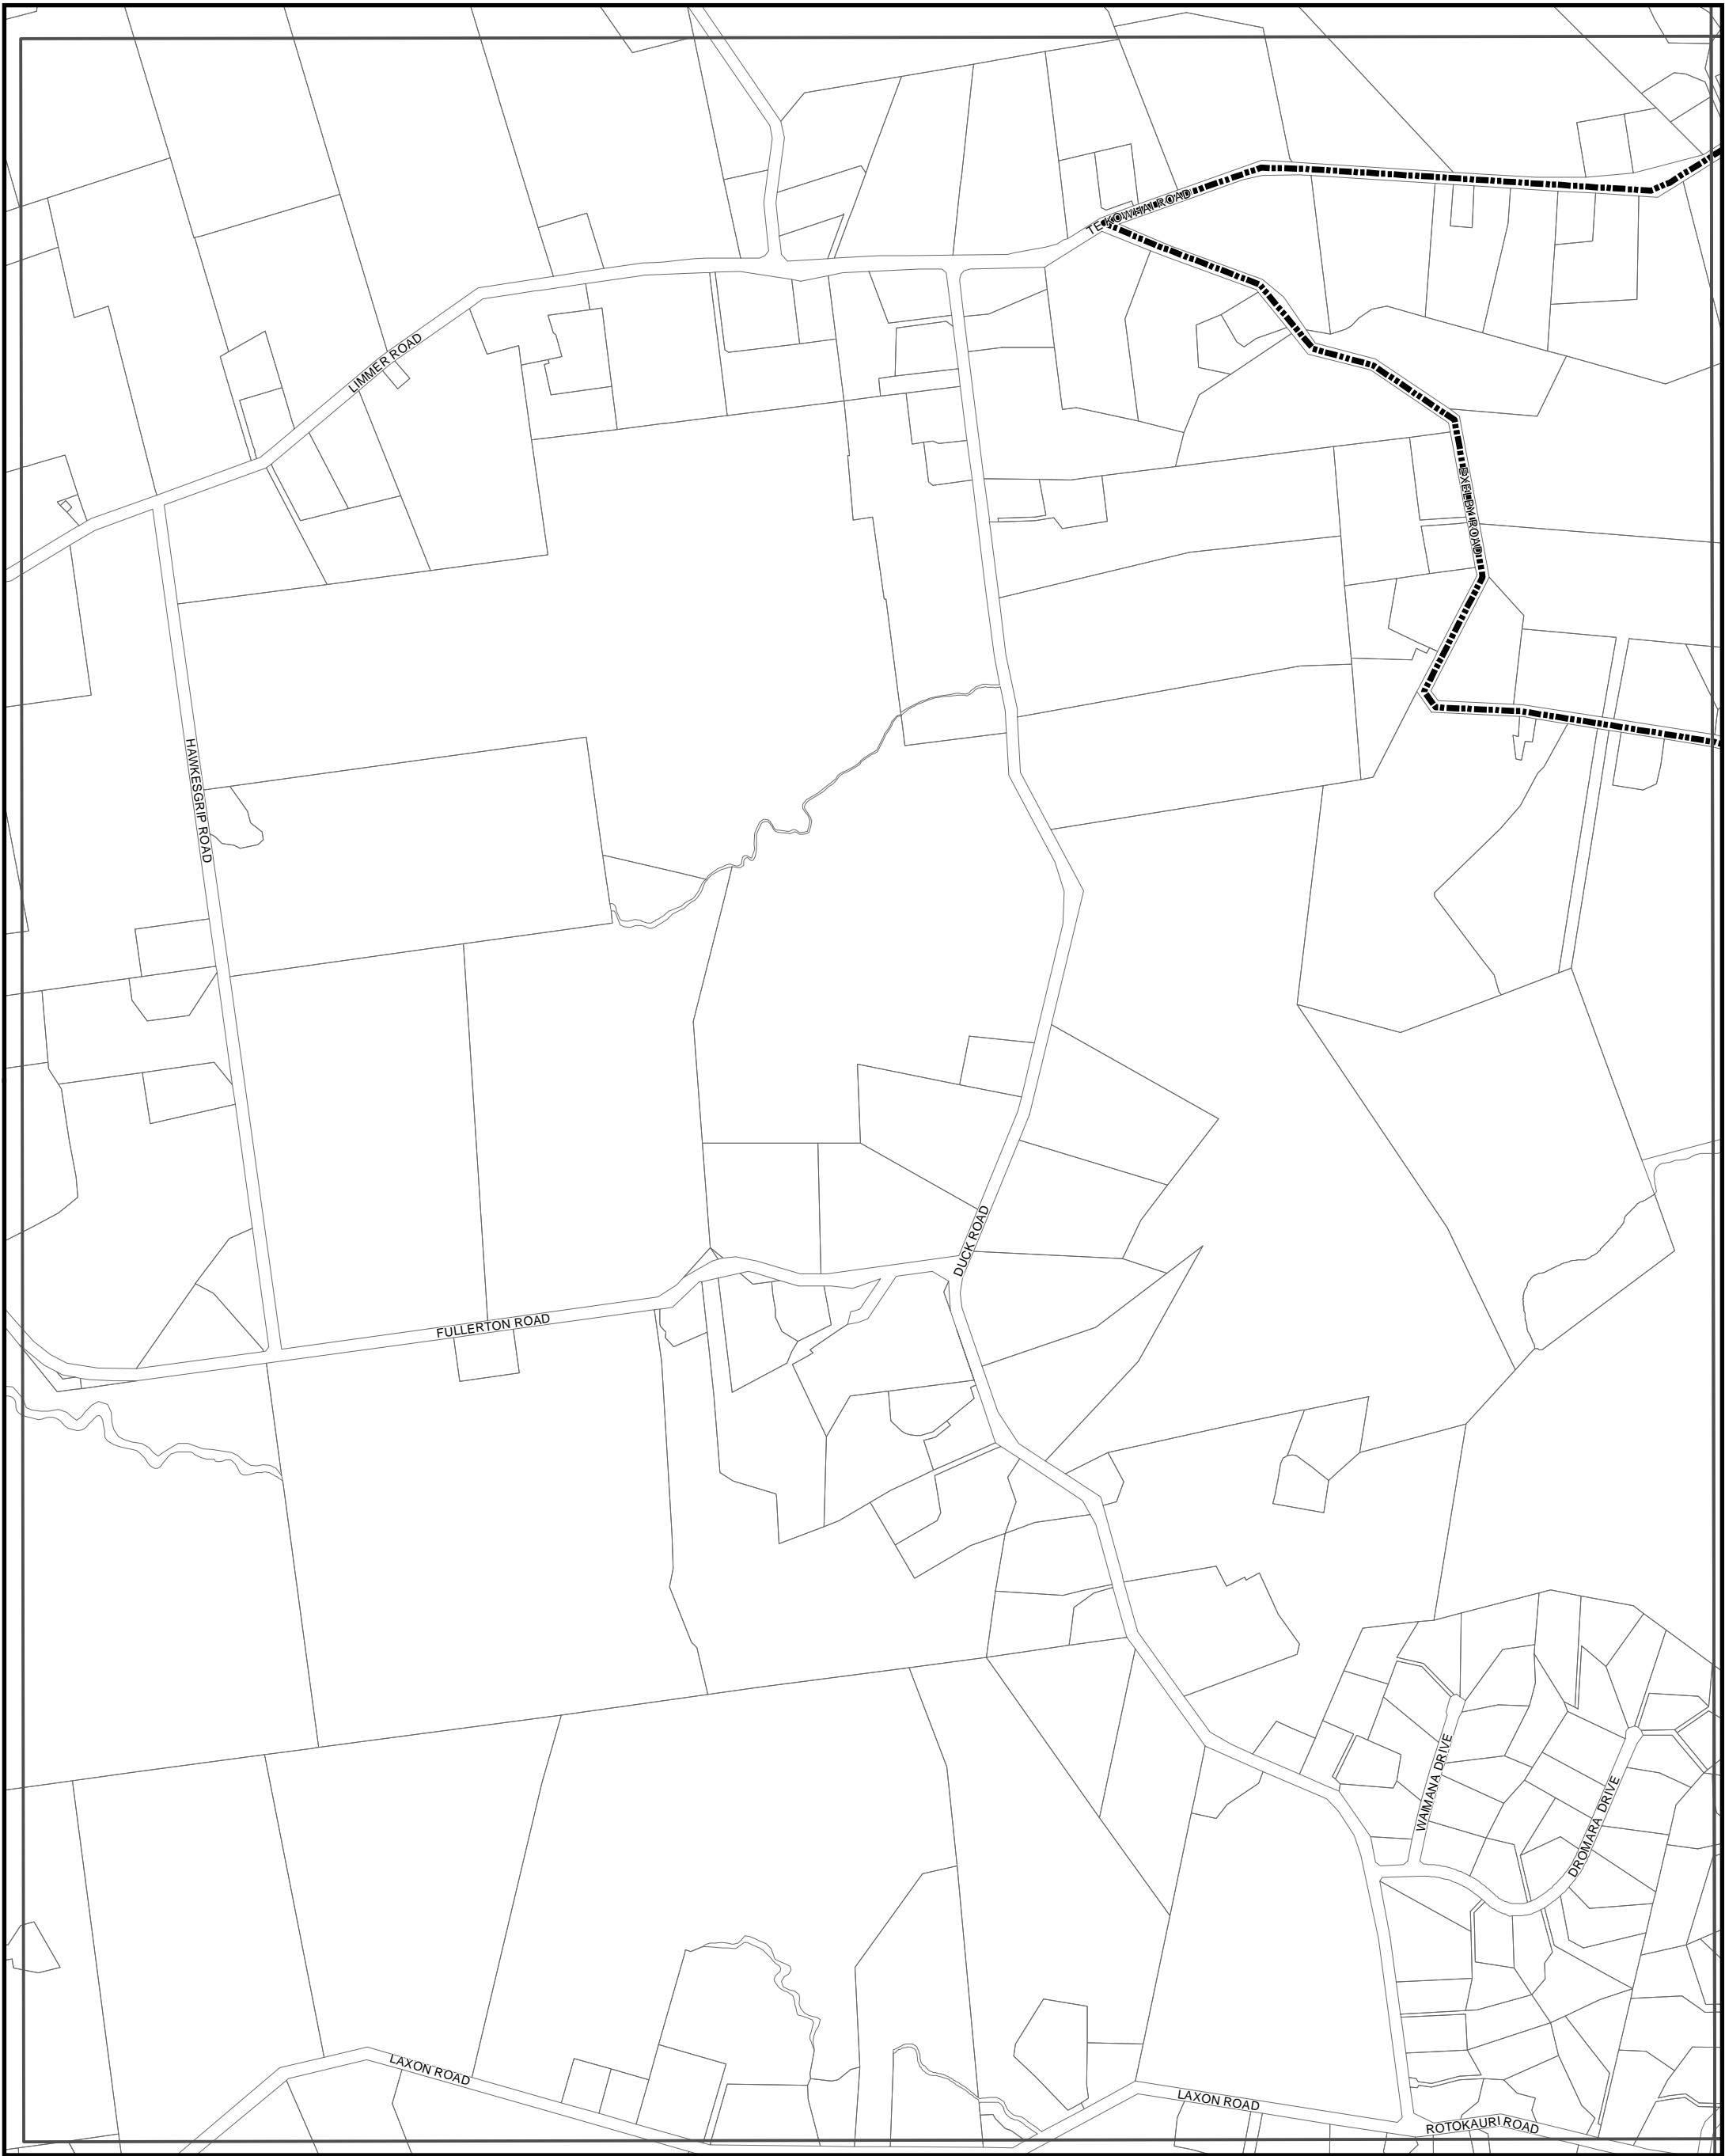 TE KOWHAI ROAD
LIMMER ROAD
EXELBY ROAD
HAWKESGRIP ROAD
DUCK ROAD
FULLERTON ROAD
WAIMANA DRIVE
DROMARA DRIVE
LAXON ROAD
LAXON ROAD
ROTOKAURI ROAD